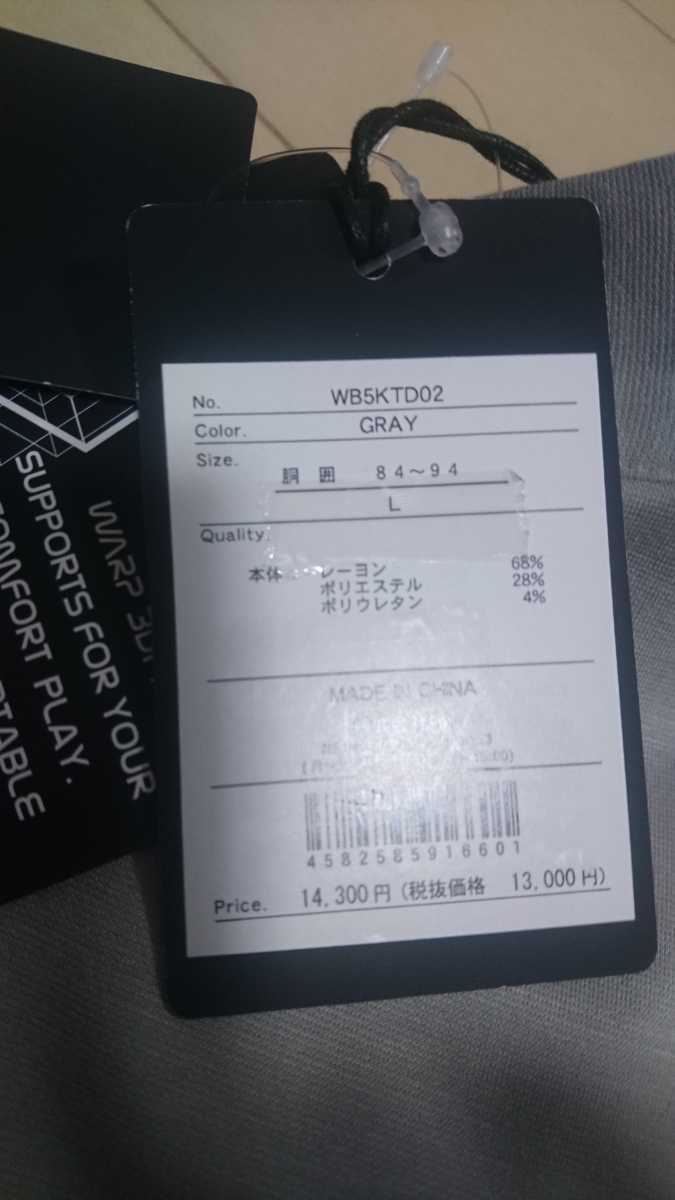 No. WB5KTD02
Color. GRAY
Size. 胴 囲 84～94
L
Quality.
本体 レーヨン 68%
ポリエステル 28%
ポリウレタン 4%
MADE IN CHINA
4582585916601
Price. 14,300円 (税抜価格 13,000円)
WARP
SUPPORTS FOR YOUR
COMFORT PLAY.